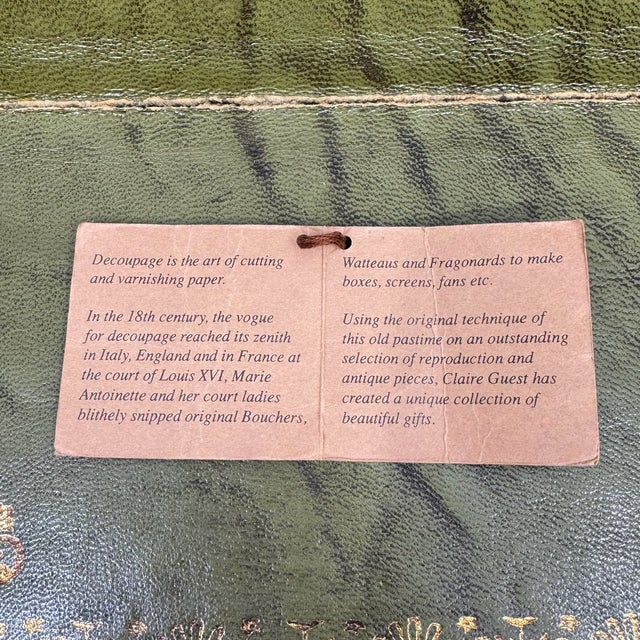 Decoupage is the art of cutting
and varnishing paper.
In the 18th century, the vogue
for decoupage reached its zenith
in Italy, England and in France at
the court of Louis XVI, Marie
Antoinette and her court ladies
blithely snipped original Bouchers,
Watteaus and Fragonards to make
boxes, screens, fans etc.
Using the original technique of
this old pastime on an outstanding
selection of reproduction and
antique pieces, Claire Guest has
created a unique collection of
beautiful gifts.